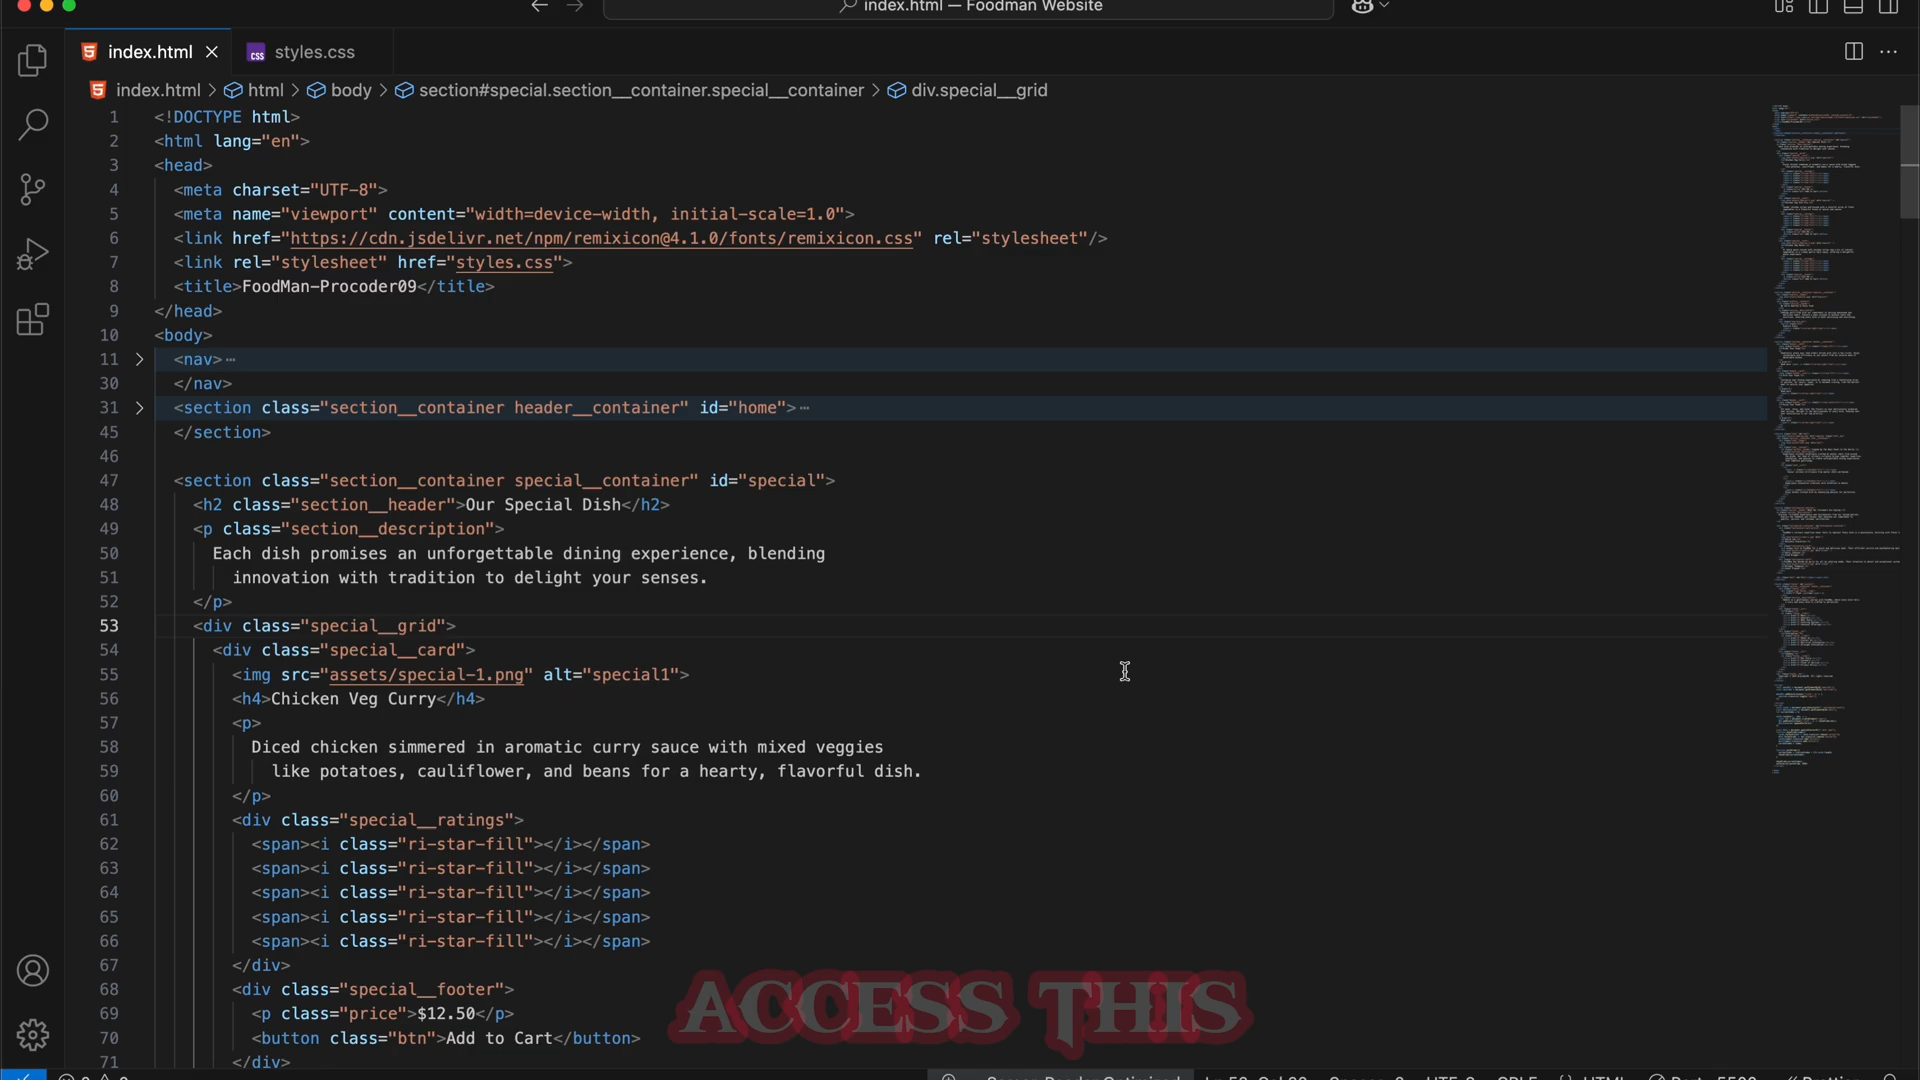 index.html — Foodman Website
index.html
styles.css
index.html > html > body > section#special.section__container.special__container > div.special__grid
1 <!DOCTYPE html>
2 <html lang="en">
3 <head>
4 <meta charset="UTF-8">
5 <meta name="viewport" content="width=device-width, initial-scale=1.0">
6 <link href="https://cdn.jsdelivr.net/npm/remixicon@4.1.0/fonts/remixicon.css" rel="stylesheet"/>
7 <link rel="stylesheet" href="styles.css">
8 <title>FoodMan-Procoder09</title>
9 </head>
10 <body>
11 <nav>⋯
30 </nav>
31 <section class="section__container header__container" id="home">⋯
45 </section>
46
47 <section class="section__container special__container" id="special">
48 <h2 class="section__header">Our Special Dish</h2>
49 <p class="section__description">
50 Each dish promises an unforgettable dining experience, blending
51 innovation with tradition to delight your senses.
52 </p>
53 <div class="special__grid">
54 <div class="special__card">
55 <img src="assets/special-1.png" alt="special1">
56 <h4>Chicken Veg Curry</h4>
57 <p>
58 Diced chicken simmered in aromatic curry sauce with mixed veggies
59 like potatoes, cauliflower, and beans for a hearty, flavorful dish.
60 </p>
61 <div class="special__ratings">
62 <span><i class="ri-star-fill"></i></span>
63 <span><i class="ri-star-fill"></i></span>
64 <span><i class="ri-star-fill"></i></span>
65 <span><i class="ri-star-fill"></i></span>
66 <span><i class="ri-star-fill"></i></span>
67 </div>
68 <div class="special__footer">
69 <p class="price">$12.50</p>
70 <button class="btn">Add to Cart</button>
71 </div>
ACCESS THIS